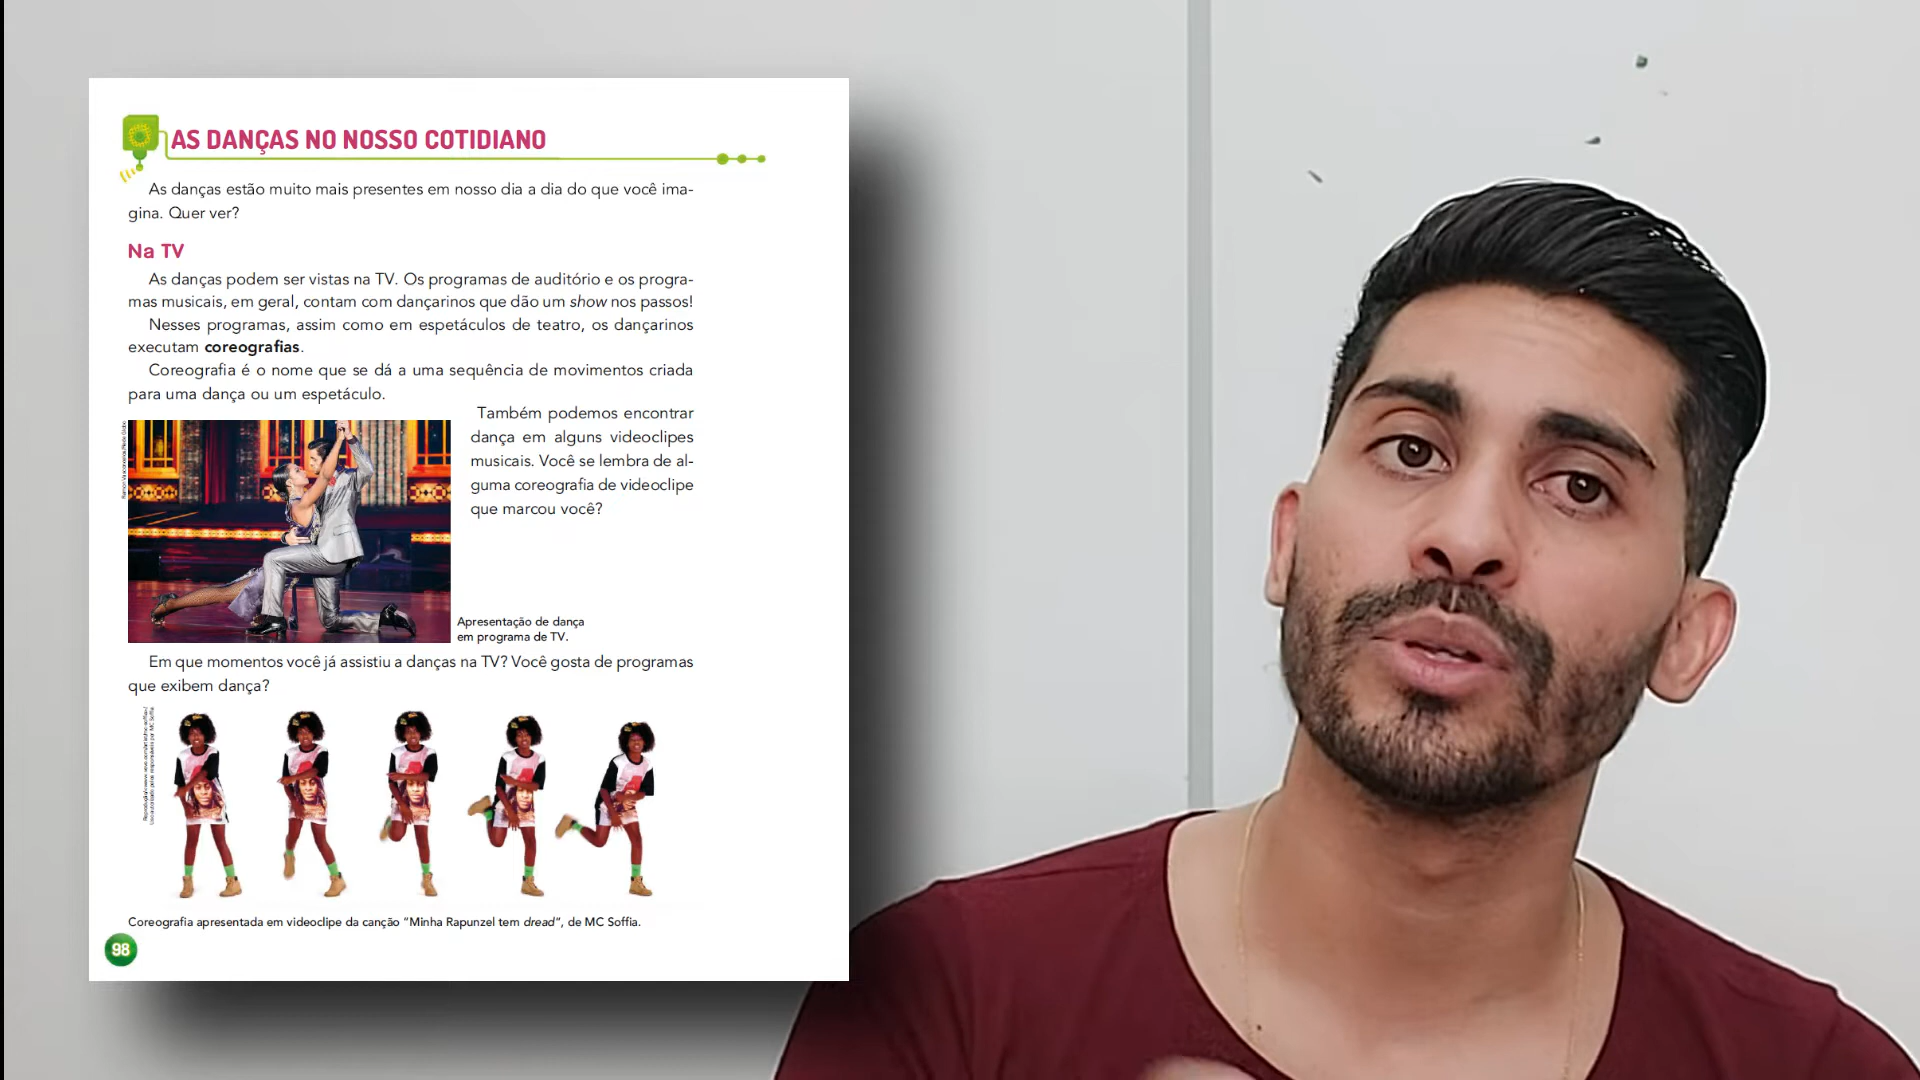 AS DANÇAS NO NOSSO COTIDIANO
As danças estão muito mais presentes em nosso dia a dia do que você ima-
gina. Quer ver?
Na TV
As danças podem ser vistas na TV. Os programas de auditório e os progra-
mas musicais, em geral, contam com dançarinos que dão um show nos passos!
Nesses programas, assim como em espetáculos de teatro, os dançarinos
executam coreografias.
Coreografia é o nome que se dá a uma sequência de movimentos criada
para uma dança ou um espetáculo.
Também podemos encontrar
dança em alguns videoclipes
musicais. Você se lembra de al-
guma coreografia de videoclipe
que marcou você?
Apresentação de dança
em programa de TV.
Em que momentos você já assistiu a danças na TV? Você gosta de programas
que exibem dança?
Coreografia apresentada em videoclipe da canção “Minha Rapunzel tem dread”, de MC Soffia.
98